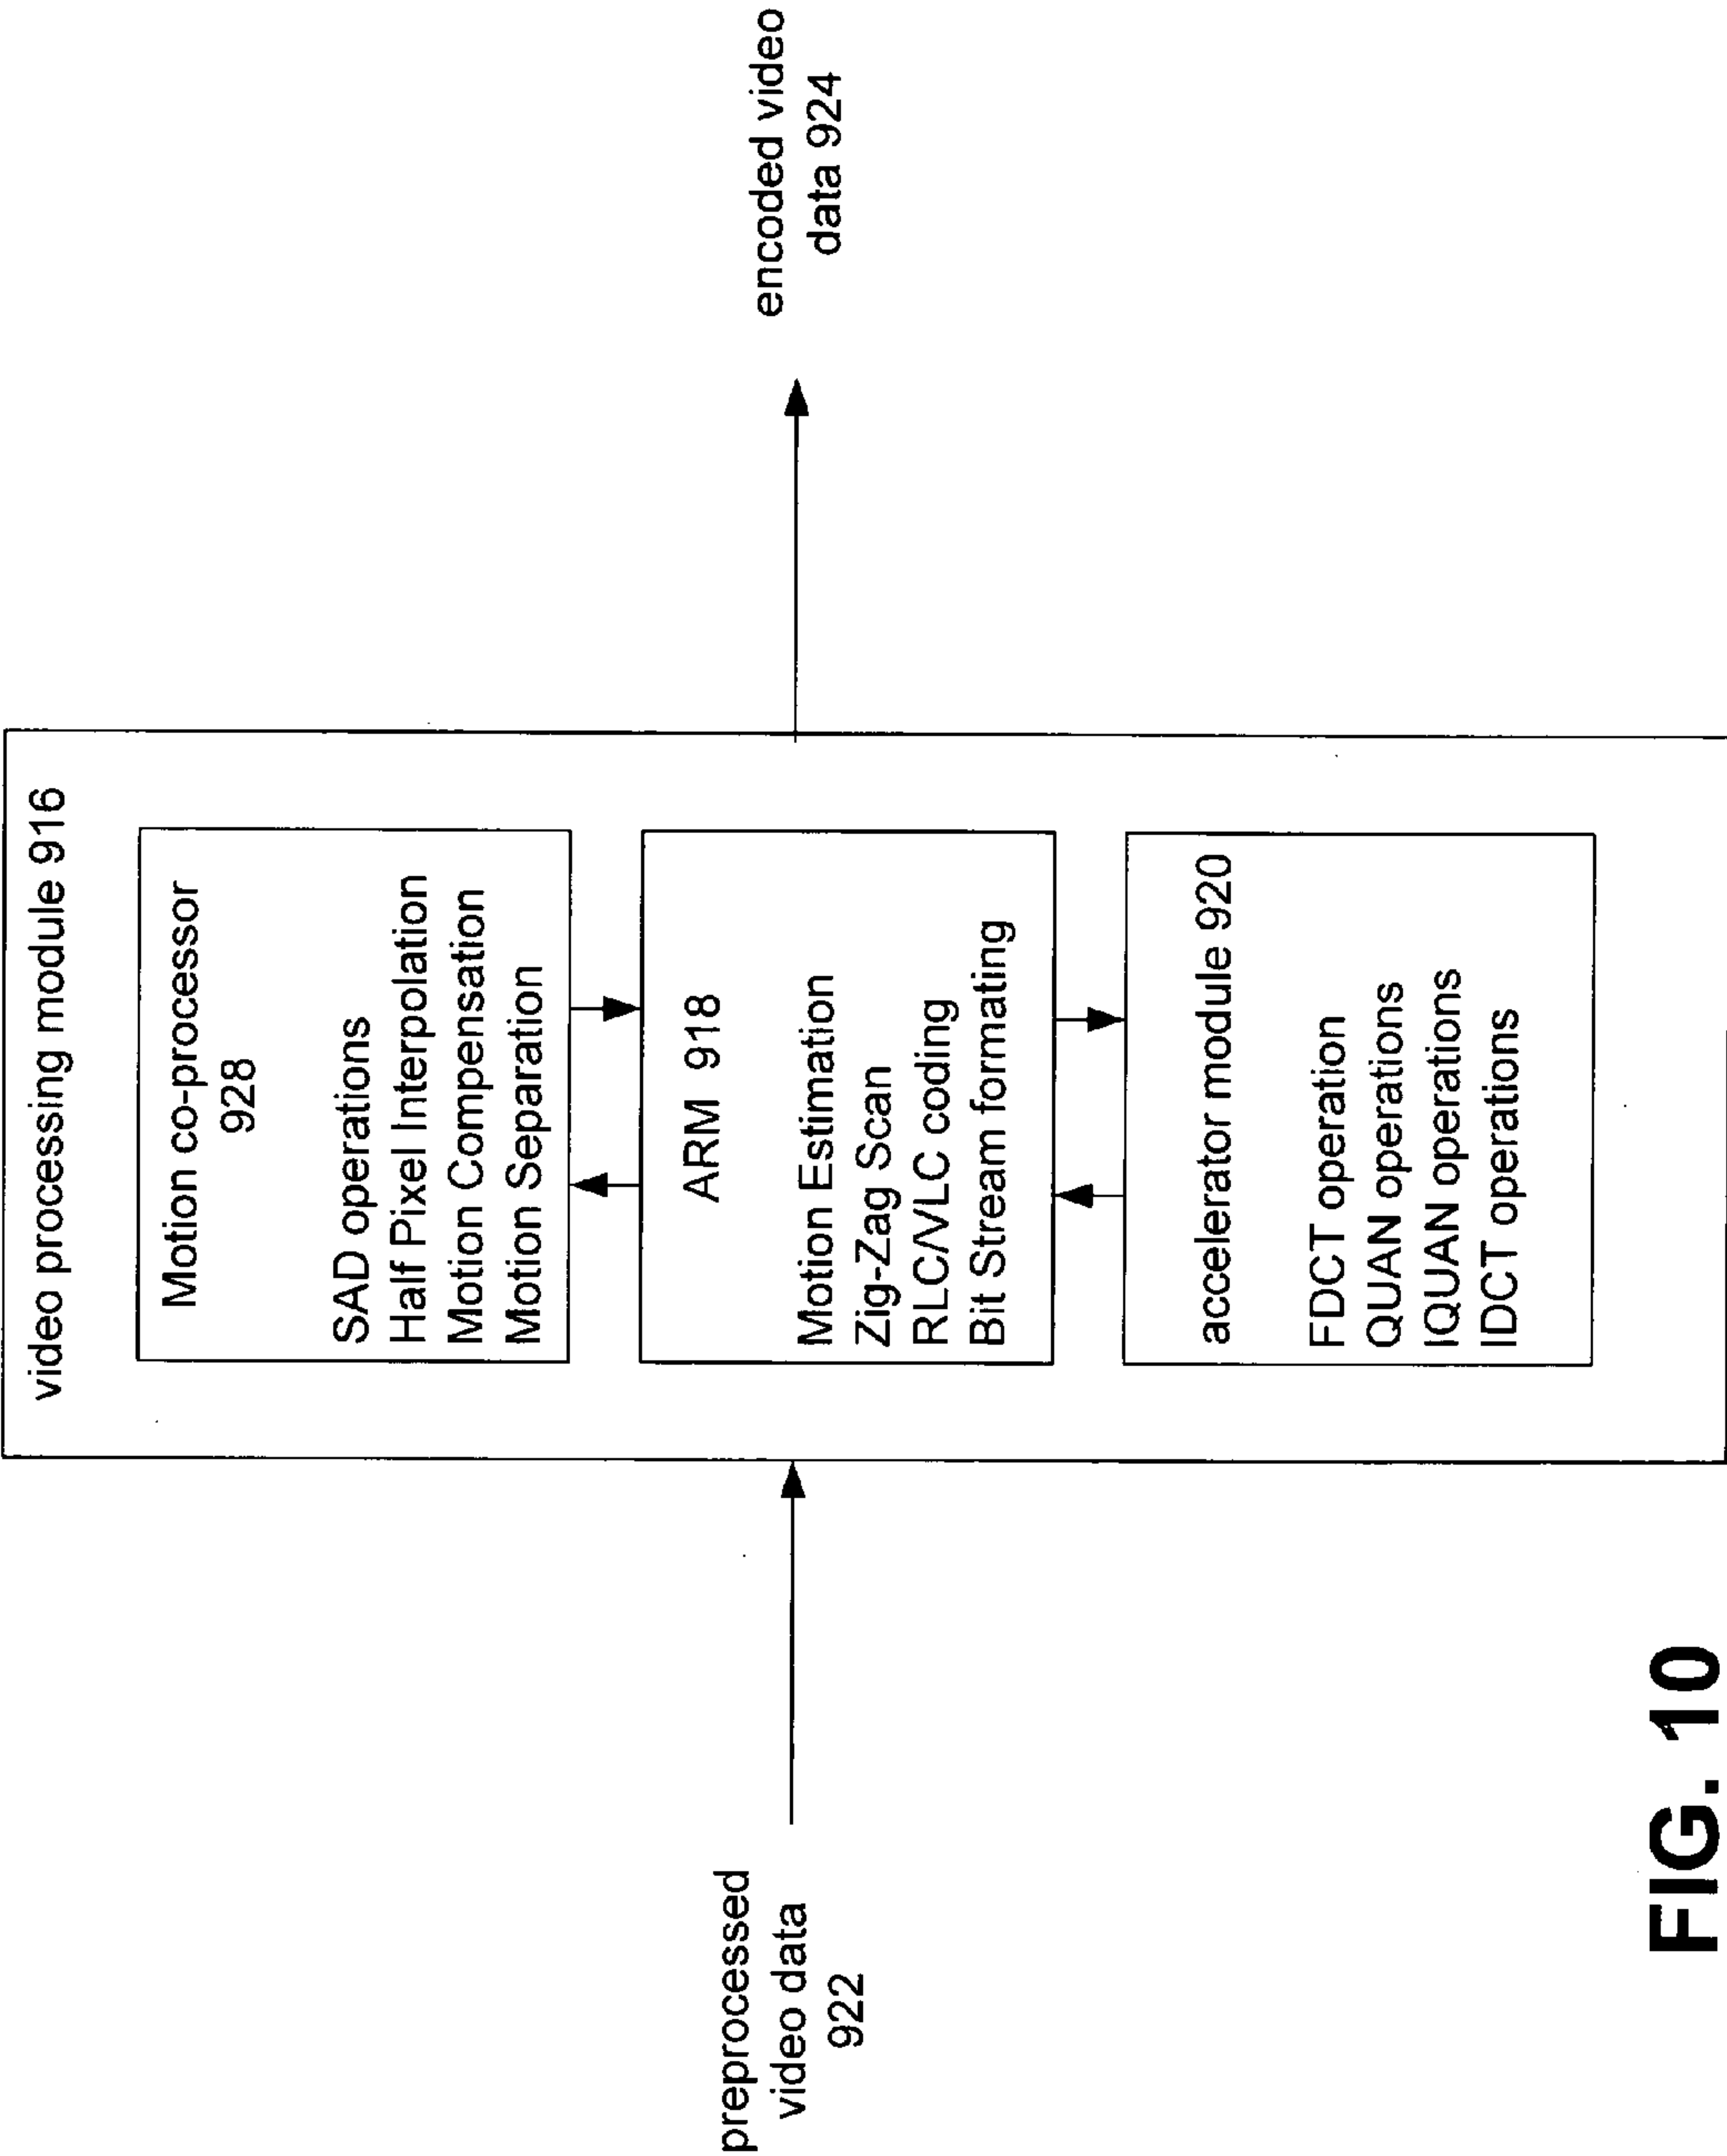 video processing module 916
Motion co-processor
928
SAD operations
Half Pixel Interpolation
Motion Compensation
Motion Separation
ARM 918
Motion Estimation
Zig-Zag Scan
RLC/VLC coding
Bit Stream formating
accelerator module 920
FDCT operation
QUAN operations
IQUAN operations
IDCT operations
preprocessed
video data
922
encoded video
data 924
FIG. 10